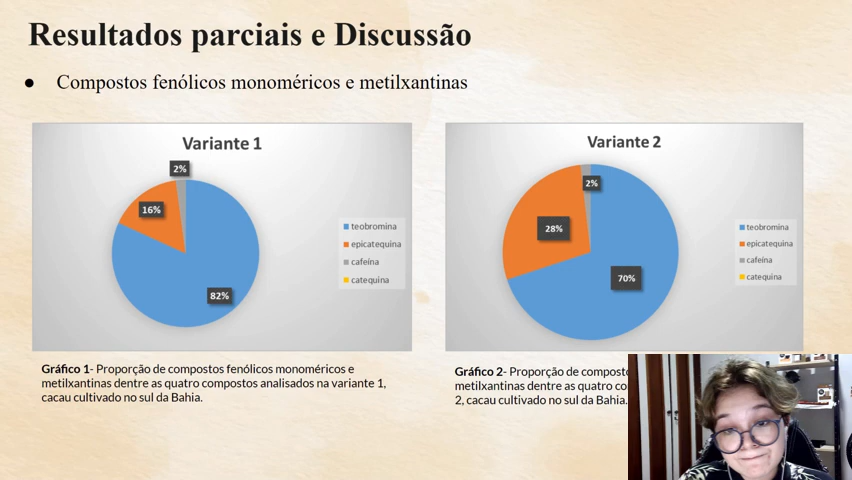 Resultados parciais e Discussão
● Compostos fenólicos monoméricos e metilxantinas
Variante 1
2%
16%
82%
teobromina
epicatequina
cafeína
catequina
Gráfico 1- Proporção de compostos fenólicos monoméricos e
metilxantinas dentre as quatro compostos analisados na variante 1,
cacau cultivado no sul da Bahia.
Variante 2
2%
28%
70%
teobromina
epicatequina
cafeína
catequina
Gráfico 2- Proporção de
metilxantinas dentre as quatro
2, cacau cultivado no sul da Bahia.